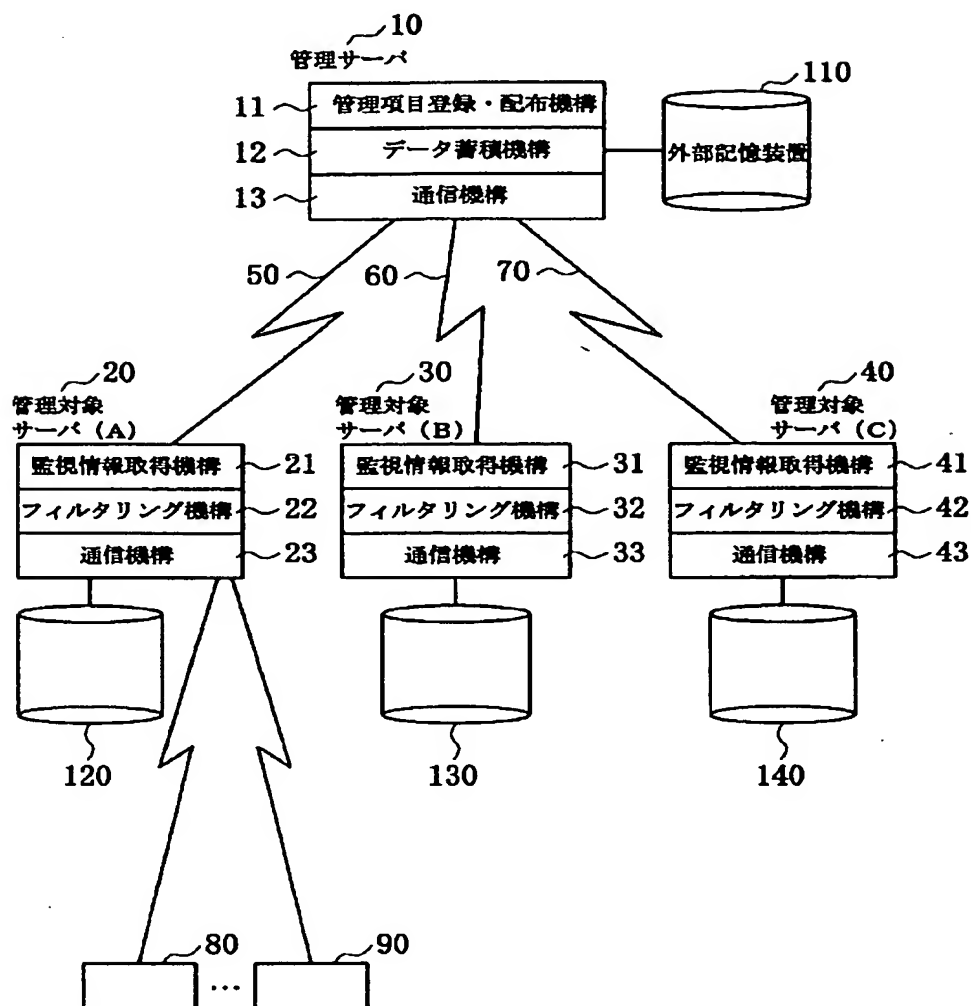 10
管理サーバ
110
11
管理項目登録・配布機構
12
データ蓄積機構
外部記憶装置
13
通信機構
50
60
70
20
30
40
管理対象
サーバ（A）
管理対象
サーバ（B）
管理対象
サーバ（C）
監視情報取得機構
21
監視情報取得機構
31
監視情報取得機構
41
フィルタリング機構
22
フィルタリング機構
32
フィルタリング機構
42
通信機構
23
通信機構
33
通信機構
43
120
130
140
80
…
90